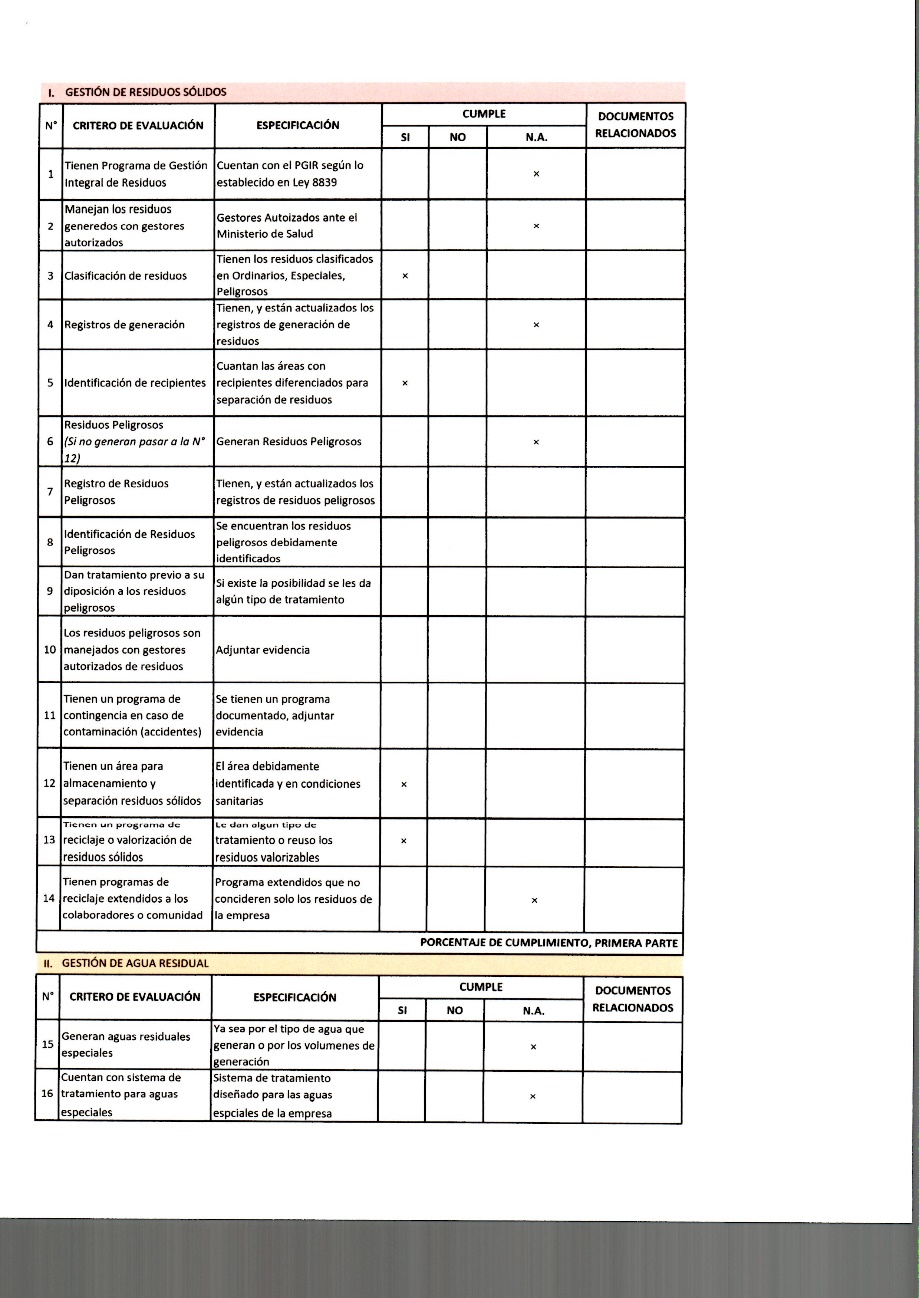 I. GESTIÓN DE RESIDUOS SÓLIDOS
N° CRITERO DE EVALUACIÓN ESPECIFICACIÓN CUMPLE DOCUMENTOS RELACIONADOS
SI NO N.A.
1 Tienen Programa de Gestión Cuentan con el PGIR según lo
Integral de Residuos establecido en Ley 8839 x
Manejan los residuos
2 generedos con gestores Gestores Autoizados ante el x
autorizados Ministerio de Salud
Tienen los residuos clasificados
3 Clasificación de residuos en Ordinarios, Especiales, x
Peligrosos
Tienen, y están actualizados los
4 Registros de generación registros de generación de x
residuos
Cuantan las áreas con
5 Identificación de recipientes recipientes diferenciados para x
separación de residuos
Residuos Peligrosos
6 (Si no generan pasar a la N° Generan Residuos Peligrosos x
12)
7 Registro de Residuos Tienen, y están actualizados los
Peligrosos registros de residuos peligrosos
Se encuentran los residuos
8 Identificación de Residuos peligrosos debidamente
Peligrosos identificados
Dan tratamiento previo a su
9 diposición a los residuos Si existe la posibilidad se les da
peligrosos algún tipo de tratamiento
Los residuos peligrosos son
10 manejados con gestores Adjuntar evidencia
autorizados de residuos
Tienen un programa de Se tienen un programa
11 contingencia en caso de documentado, adjuntar
contaminación (accidentes) evidencia
Tienen un área para El área debidamente
12 almacenamiento y identificada y en condiciones x
separación residuos sólidos sanitarias
Tienen un programa de Le dan algun tipo de
13 reciclaje o valorización de tratamiento o reuso los x
residuos sólidos residuos valorizables
Tienen programas de Programa extendidos que no
14 reciclaje extendidos a los concideren solo los residuos de x
colaboradores o comunidad la empresa
PORCENTAJE DE CUMPLIMIENTO, PRIMERA PARTE
II. GESTIÓN DE AGUA RESIDUAL
N° CRITERO DE EVALUACIÓN ESPECIFICACIÓN CUMPLE DOCUMENTOS RELACIONADOS
SI NO N.A.
Ya sea por el tipo de agua que
15 Generan aguas residuales generan o por los volumenes de x
especiales generación
Cuentan con sistema de Sistema de tratamiento
16 tratamiento para aguas diseñado para las aguas x
especiales espciales de la empresa